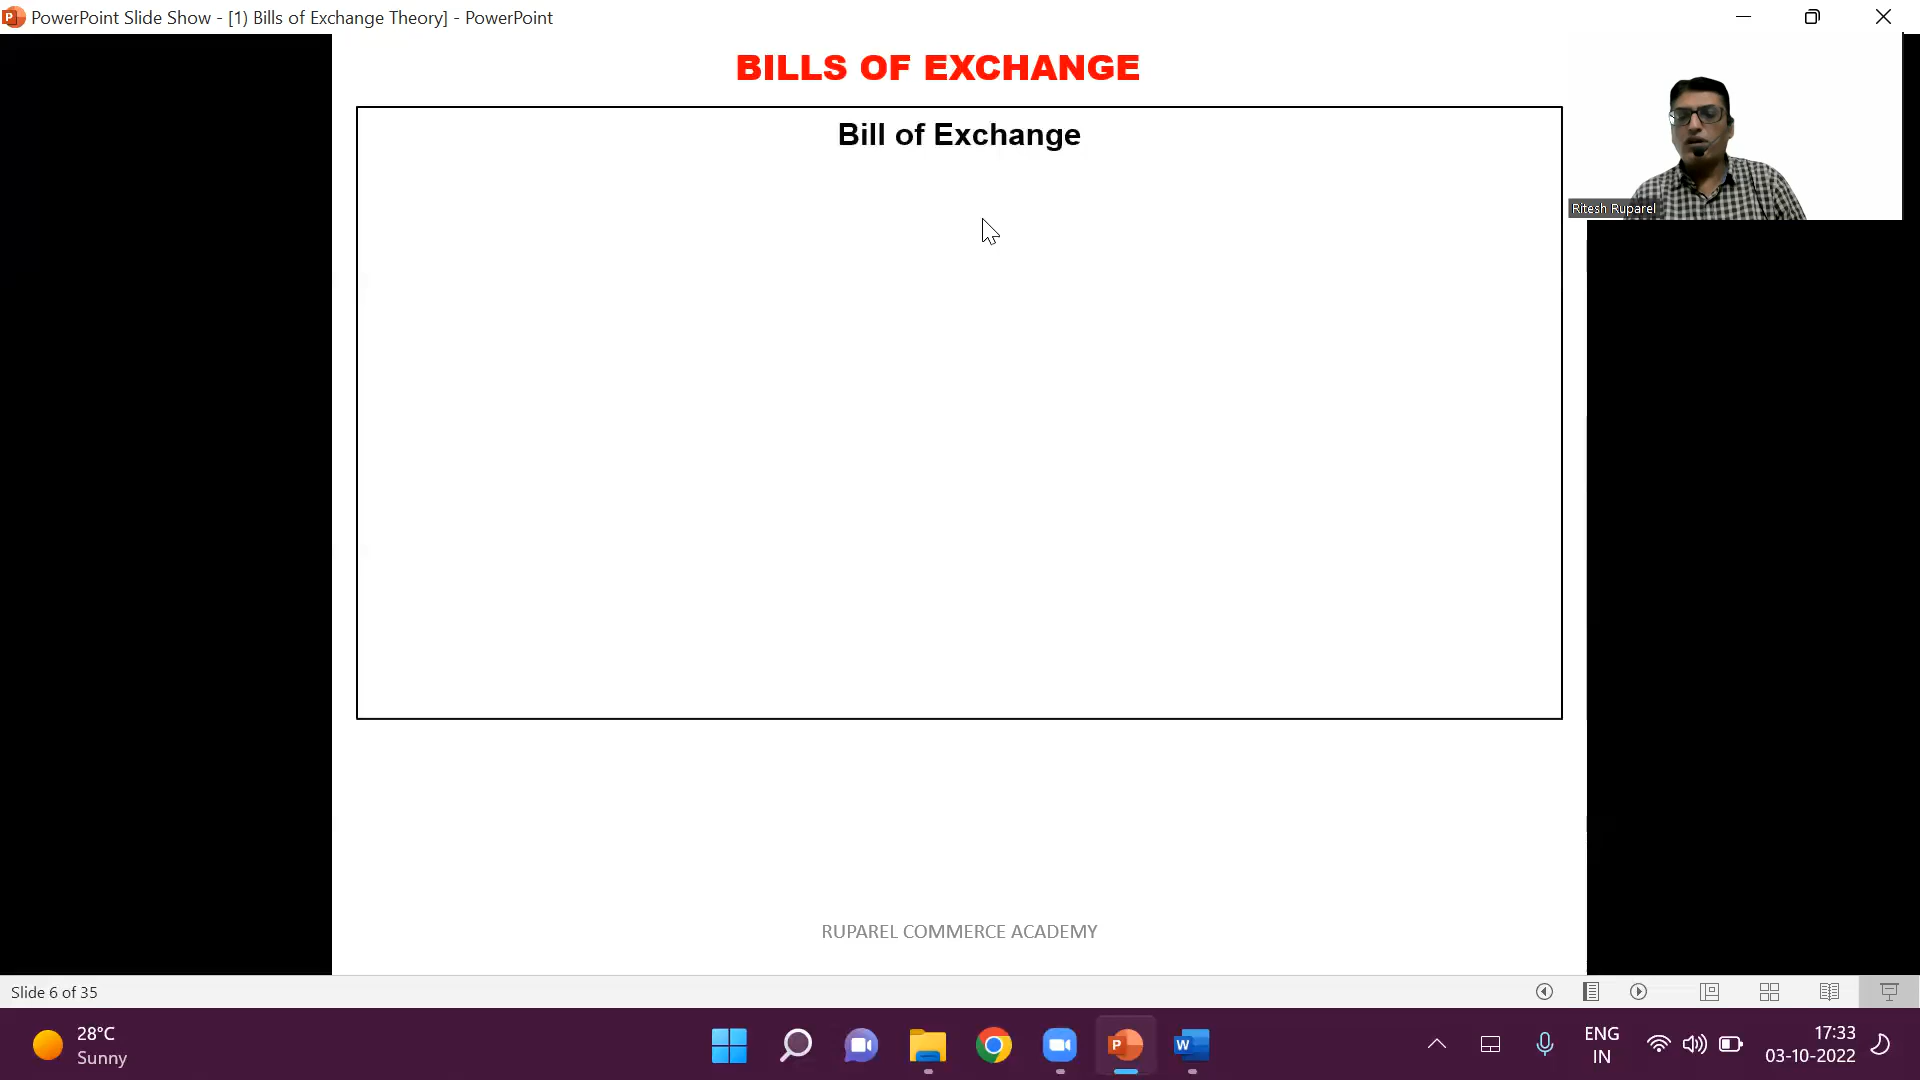 PowerPoint Slide Show - [1) Bills of Exchange Theory] - PowerPoint
BILLS OF EXCHANGE
Bill of Exchange
Ritesh Ruparel
RUPAREL COMMERCE ACADEMY
Slide 6 of 35
28°C
Sunny
ENG
IN
17:33
03-10-2022